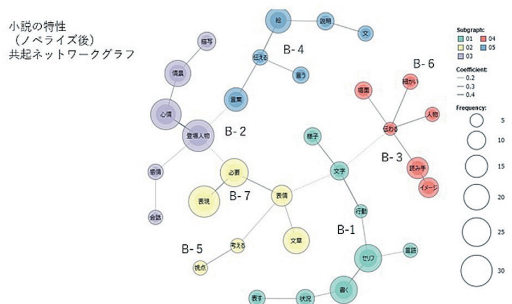 小説の特性
（ノベライズ後）
共起ネットワークグラフ
絵
説明
文
伝える
言う
言葉
B-4
描写
情景
心情
登場人物
B-2
感情
会話
場面
細かい
B-6
人物
伝わる
B-3
読み手
イメージ
様子
文字
必要
表現
B-7
表情
文章
B-5
考える
視点
行動
B-1
セリフ
書く
状況
表す
Subgraph:
01
04
02
05
03
Coefficient:
0.2
0.3
0.4
Frequency:
5
10
15
20
25
30